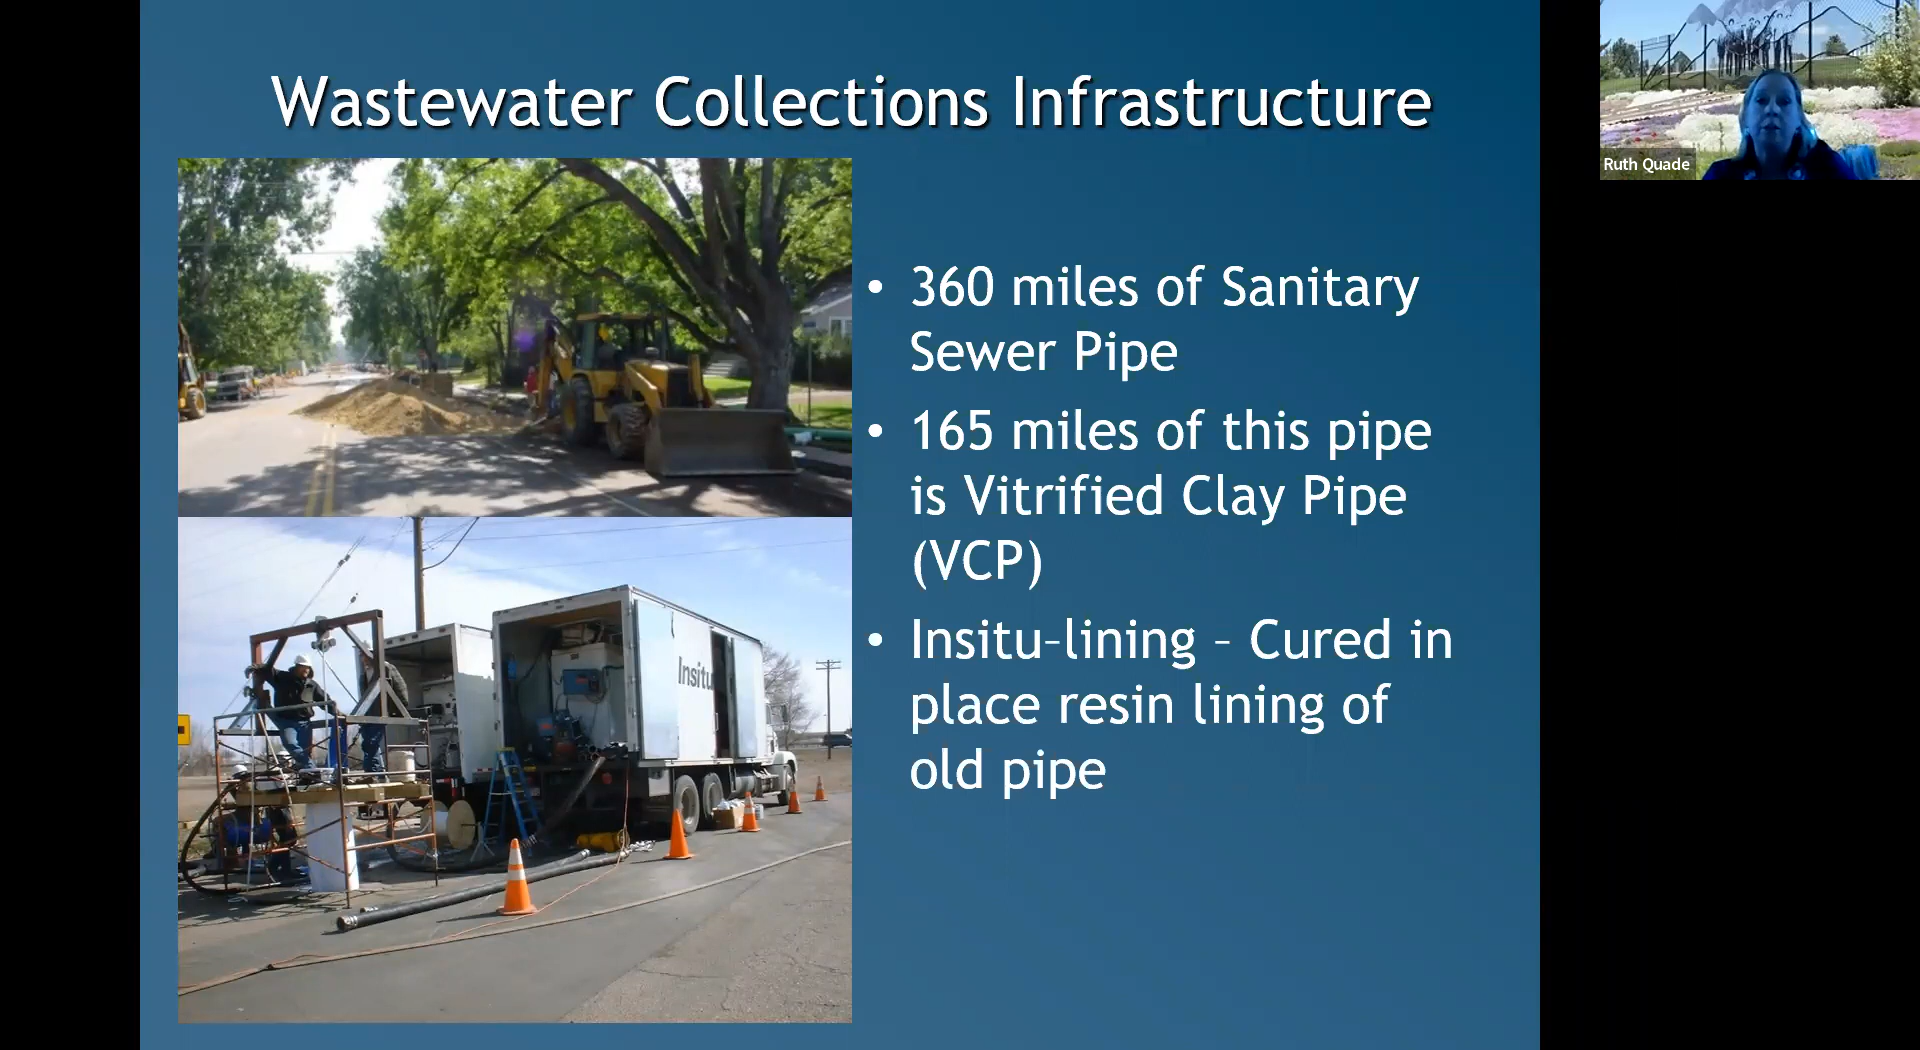 Wastewater Collections Infrastructure
Ruth Quade
• 360 miles of Sanitary
Sewer Pipe
• 165 miles of this pipe
is Vitrified Clay Pipe
(VCP)
• Insitu–lining – Cured in
place resin lining of
old pipe
Insitu